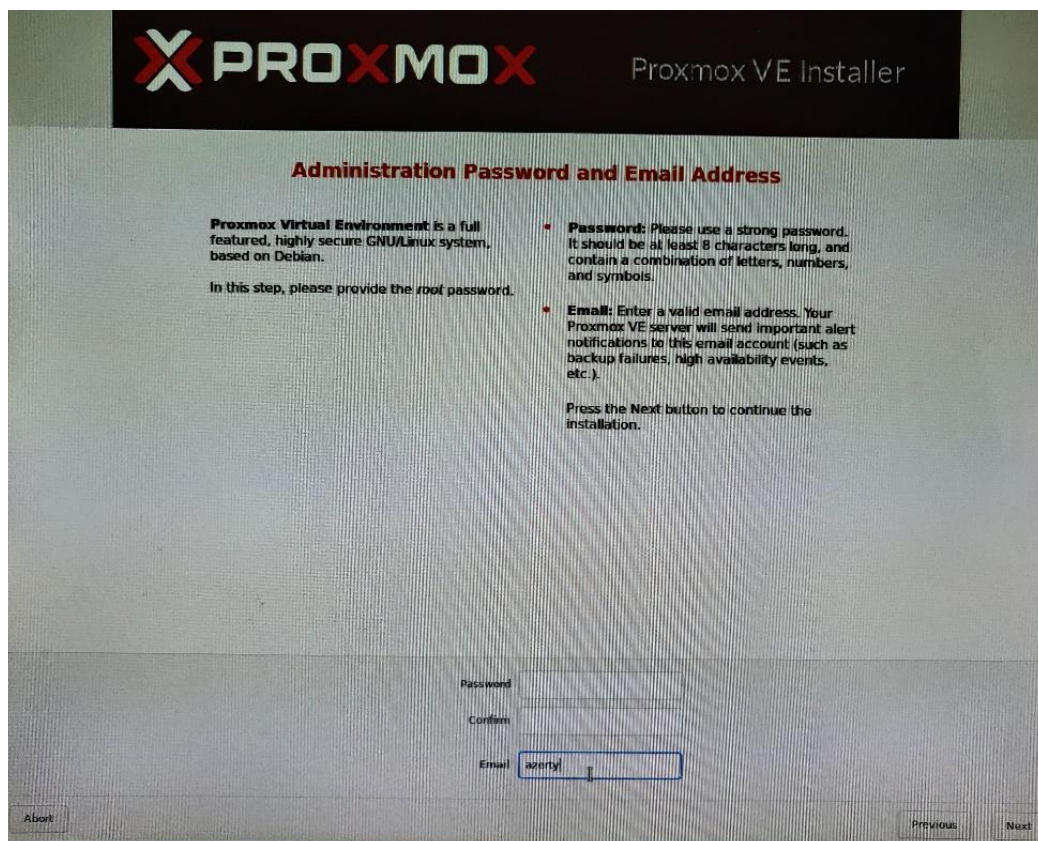 PROXMOX
Proxmox VE Installer
Administration Password and Email Address
Proxmox Virtual Environment is a full
featured, highly secure GNU/Linux system,
based on Debian.
In this step, please provide the root password.
Password: Please use a strong password.
It should be at least 8 characters long, and
contain a combination of letters, numbers,
and symbols.
Email: Enter a valid email address. Your
Proxmox VE server will send important alert
notifications to this email account (such as
backup failures, high availability events,
etc.).
Press the Next button to continue the
installation.
Password
Confirm
Email azerty
Abort
Previous
Next